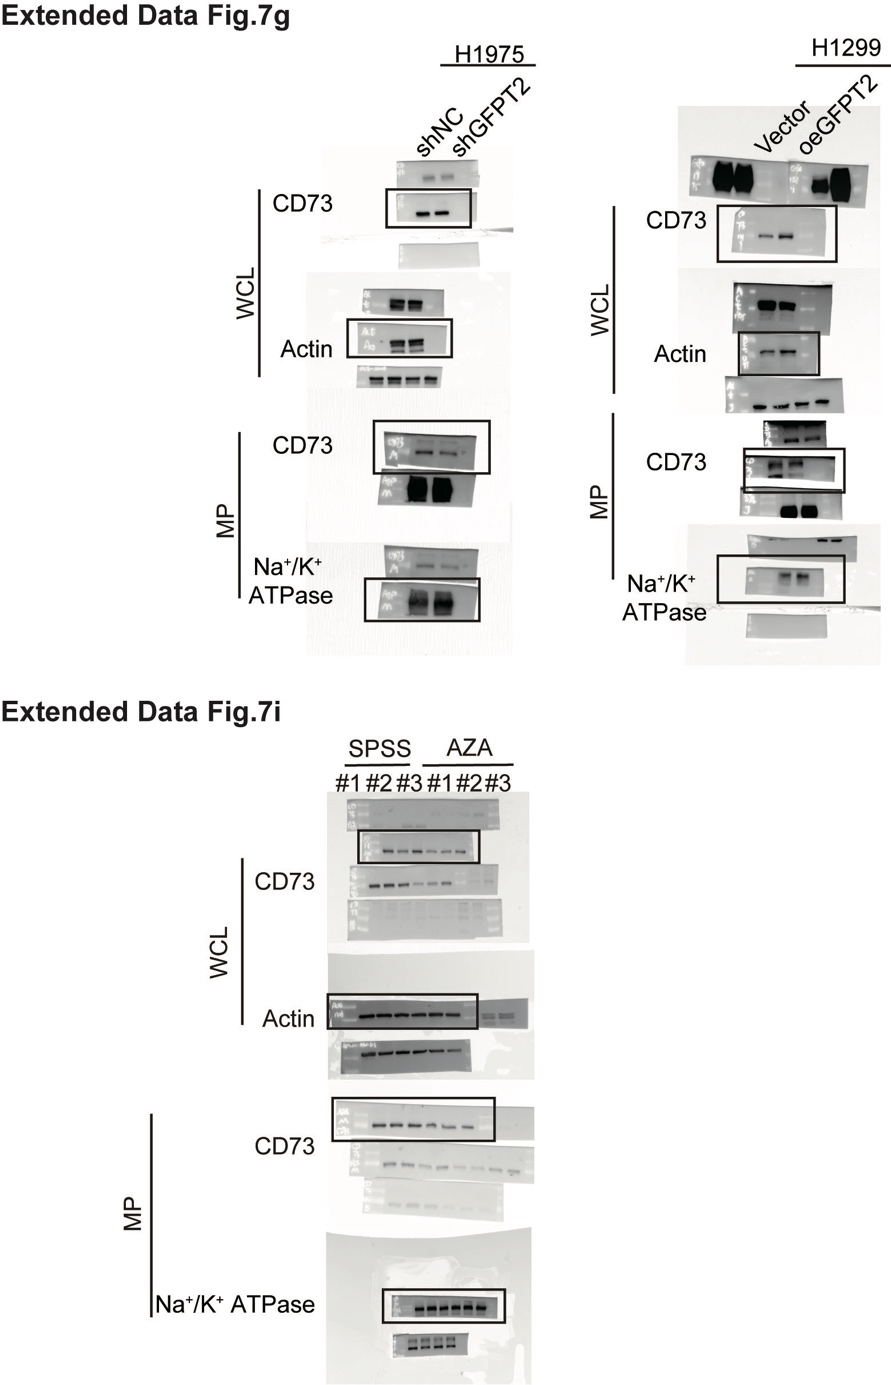 Extended Data Fig.7g
H1975
H1299
shNC
shGFPT2
Vector
oeGFPT2
WCL
CD73
Actin
MP
CD73
Na⁺/K⁺
ATPase
WCL
CD73
Actin
MP
CD73
Na⁺/K⁺
ATPase
Extended Data Fig.7i
SPSS AZA
#1 #2 #3 #1 #2 #3
WCL
CD73
Actin
MP
CD73
Na⁺/K⁺ ATPase